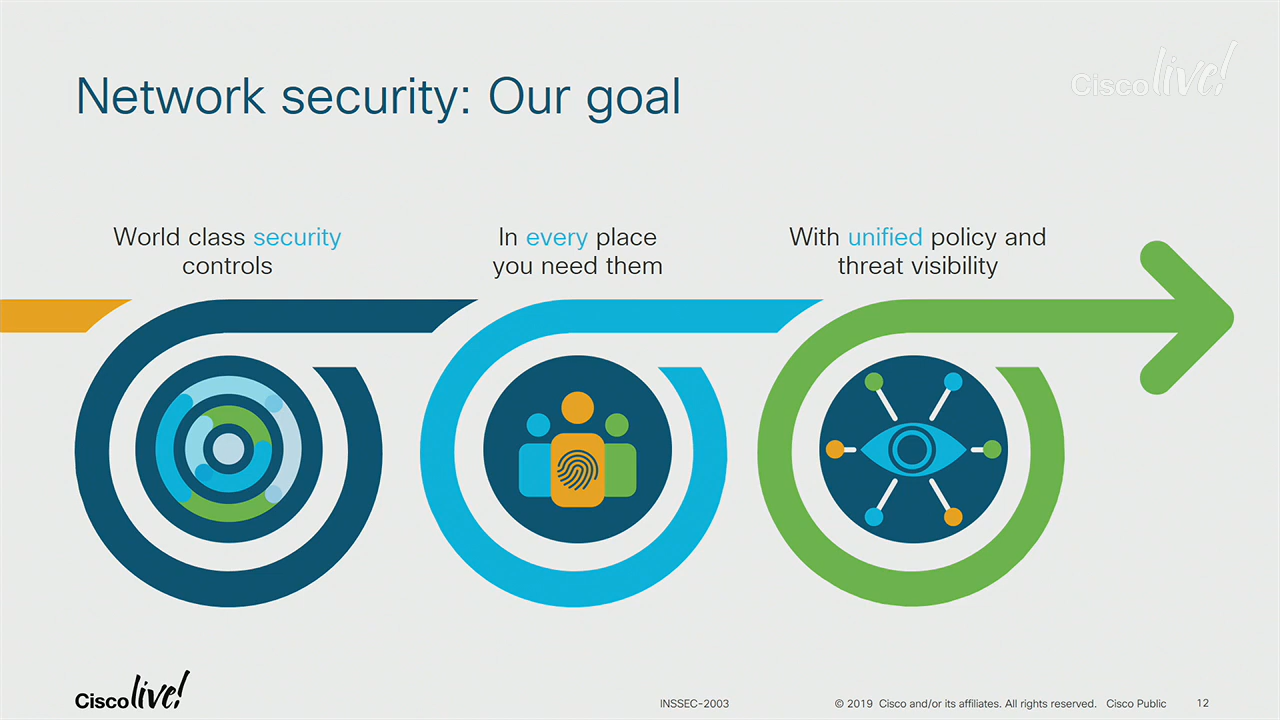 Network security: Our goal
Cisco live!
World class security
controls
In every place
you need them
With unified policy and
threat visibility
Cisco live!
INSSEC-2003
© 2019 Cisco and/or its affiliates. All rights reserved. Cisco Public
12